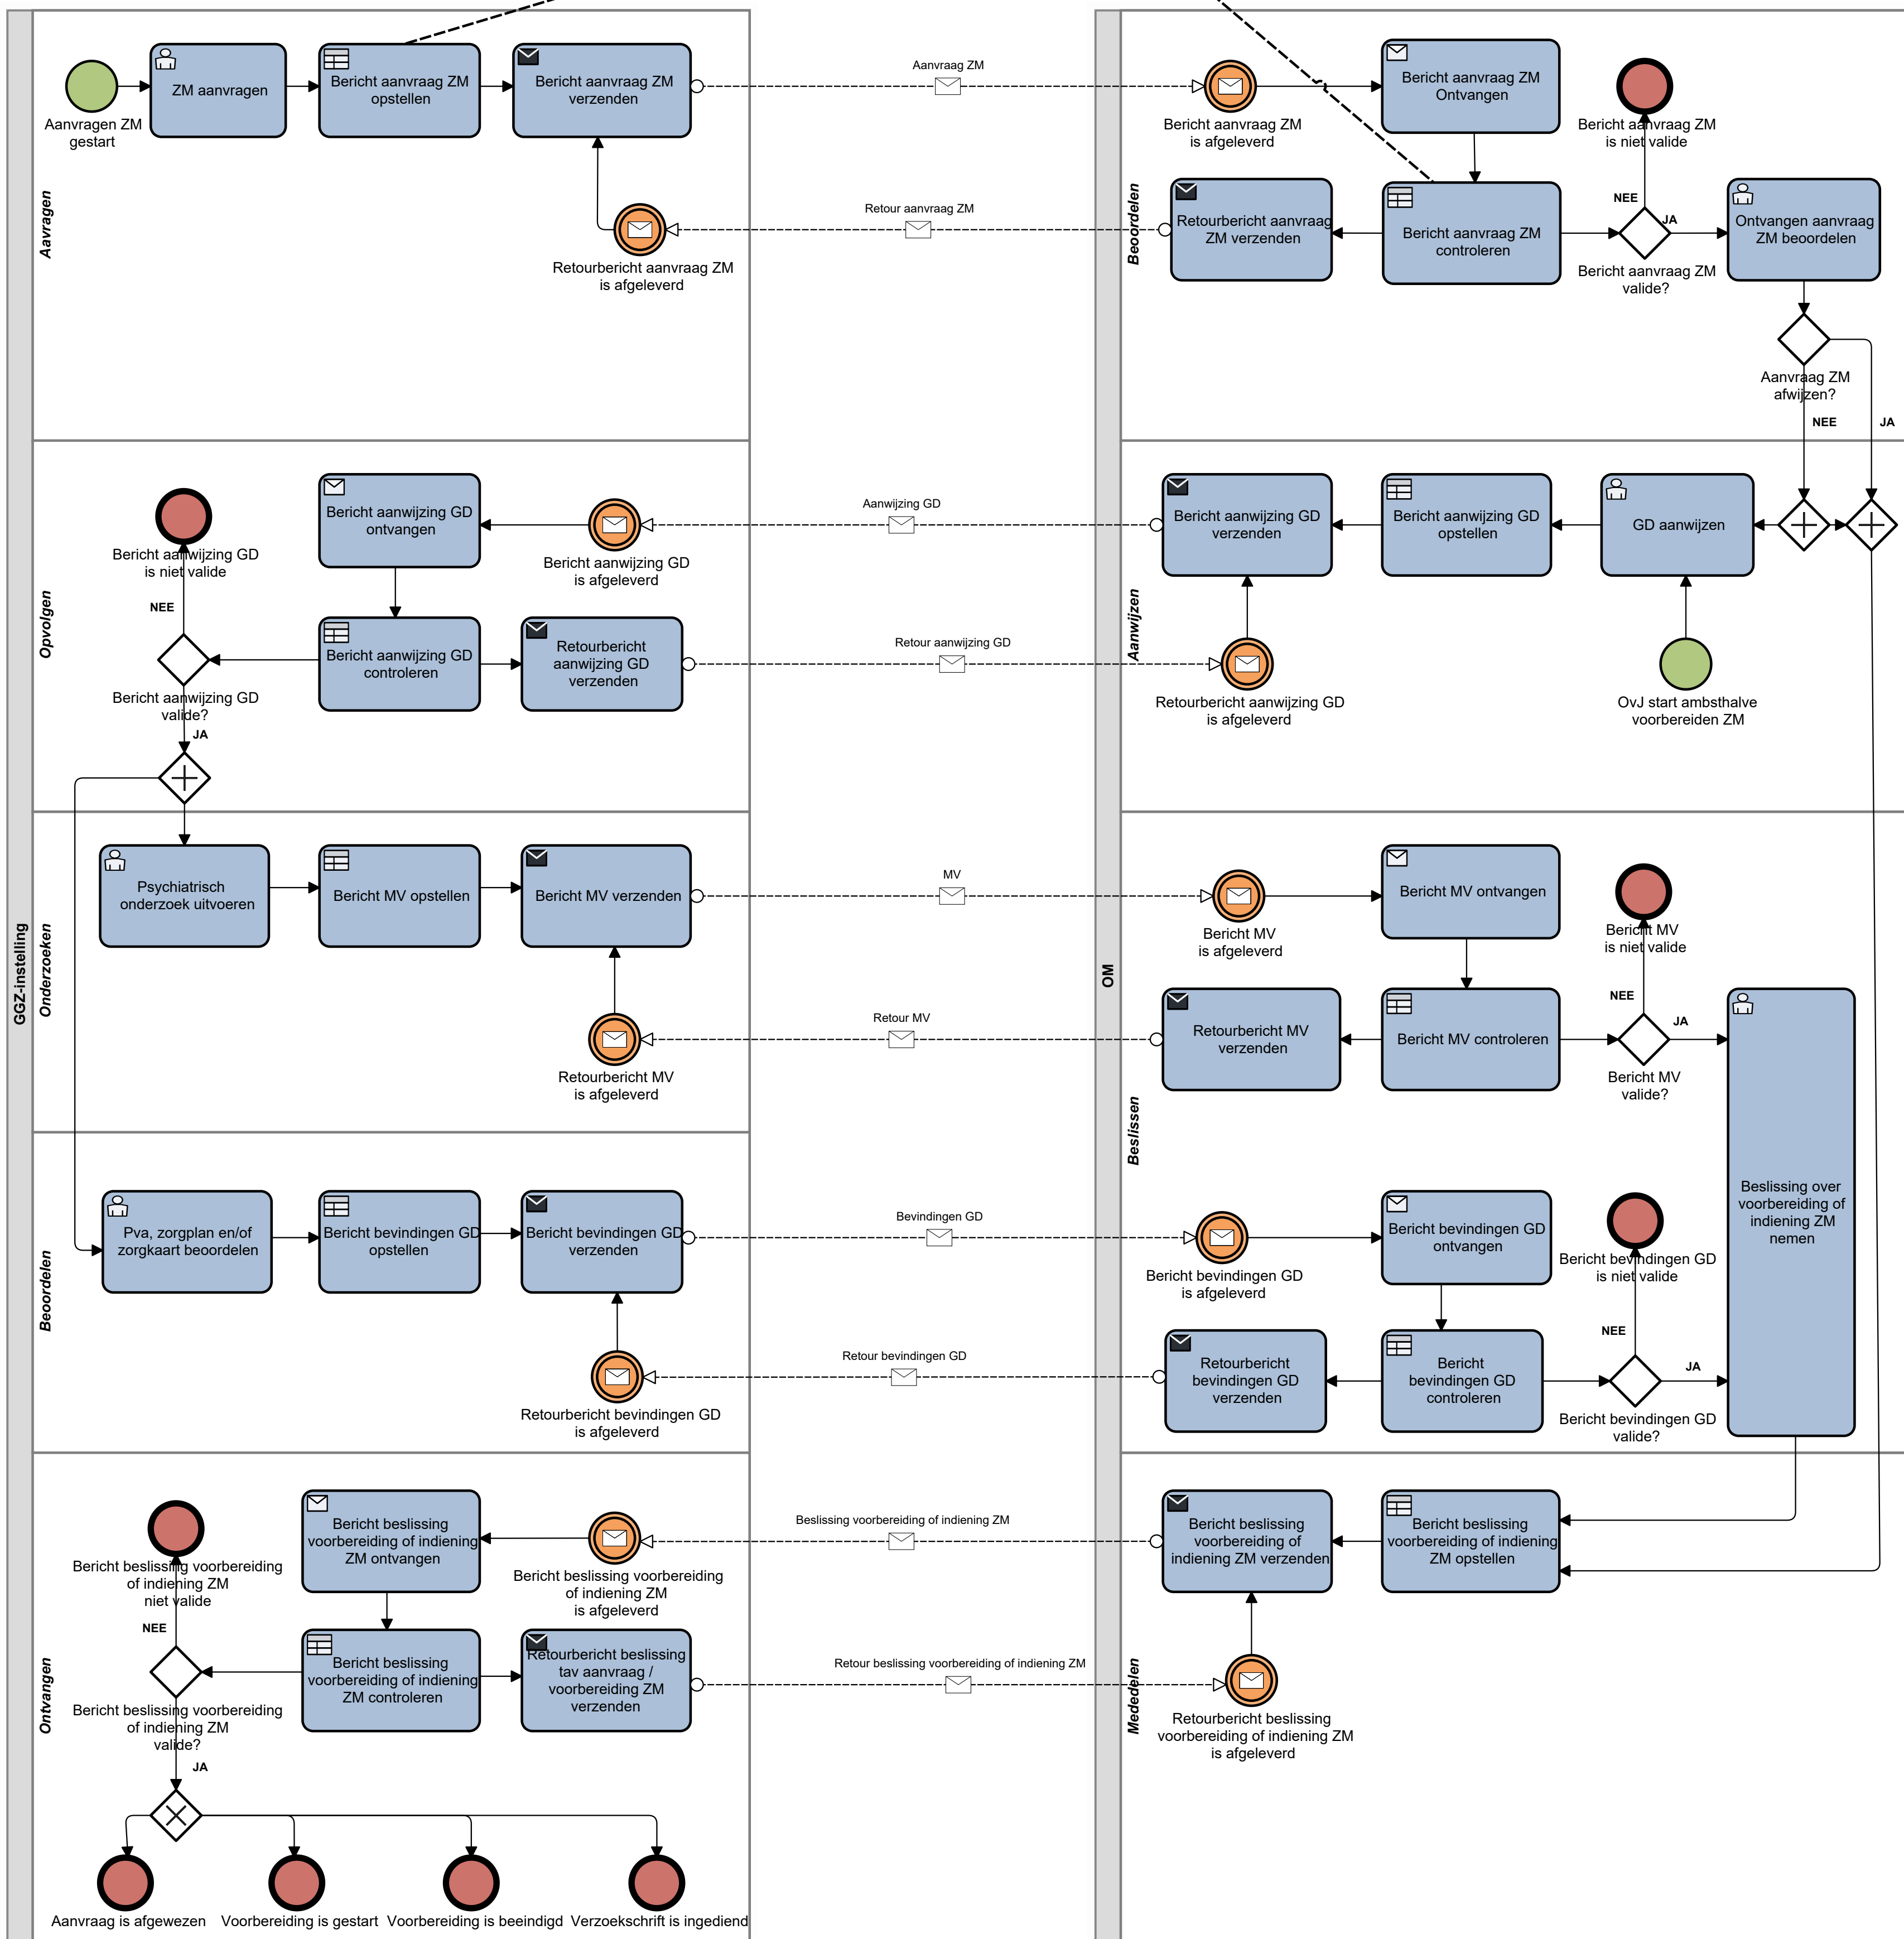 GGZ-instelling
Aavragen
Aanvragen ZM
gestart
ZM aanvragen
Bericht aanvraag ZM
opstellen
Bericht aanvraag ZM
verzenden
Retourbericht aanvraag ZM
is afgeleverd
Aanvraag ZM
Retour aanvraag ZM
OM
Beoordelen
Bericht aanvraag ZM
is afgeleverd
Bericht aanvraag ZM
Ontvangen
Bericht aanvraag ZM
is niet valide
Retourbericht aanvraag
ZM verzenden
Bericht aanvraag ZM
controleren
NEE
JA
Bericht aanvraag ZM
valide?
Ontvangen aanvraag
ZM beoordelen
Aanvraag ZM
afwijzen?
NEE
JA
Opvolgen
Bericht aanwijzing GD
is niet valide
Bericht aanwijzing GD
ontvangen
Bericht aanwijzing GD
is afgeleverd
NEE
Bericht aanwijzing GD
valide?
JA
Bericht aanwijzing GD
controleren
Retourbericht
aanwijzing GD
verzenden
Aanwijzing GD
Retour aanwijzing GD
Aanwijzen
Bericht aanwijzing GD
verzenden
Bericht aanwijzing GD
opstellen
GD aanwijzen
Retourbericht aanwijzing GD
is afgeleverd
OvJ start ambsthalve
voorbereiden ZM
Onderzoeken
Psychiatrisch
onderzoek uitvoeren
Bericht MV opstellen
Bericht MV verzenden
Retourbericht MV
is afgeleverd
MV
Retour MV
Beslissen
Bericht MV
is afgeleverd
Bericht MV ontvangen
Bericht MV
is niet valide
Retourbericht MV
verzenden
Bericht MV controleren
NEE
JA
Bericht MV
valide?
Beslissing over
voorbereiding of
indiening ZM
nemen
Beoordelen
Pva, zorgplan en/of
zorgkaart beoordelen
Bericht bevindingen GD
opstellen
Bericht bevindingen GD
verzenden
Retourbericht bevindingen GD
is afgeleverd
Bevindingen GD
Retour bevindingen GD
Bericht bevindingen GD
is afgeleverd
Bericht bevindingen GD
ontvangen
Bericht bevindingen GD
is niet valide
Retourbericht
bevindingen GD
verzenden
Bericht
bevindingen GD
controleren
NEE
JA
Bericht bevindingen GD
valide?
Ontvangen
Bericht beslissing voorbereiding
of indiening ZM
niet valide
Bericht beslissing
voorbereiding of indiening
ZM ontvangen
Bericht beslissing voorbereiding
of indiening ZM
is afgeleverd
NEE
Bericht beslissing voorbereiding
of indiening ZM
valide?
JA
Bericht beslissing
voorbereiding of indiening
ZM controleren
Retourbericht beslissing
tav aanvraag /
voorbereiding ZM
verzenden
Aanvraag is afgewezen
Voorbereiding is gestart
Voorbereiding is beeindigd
Verzoekschrift is ingediend
Beslissing voorbereiding of indiening ZM
Retour beslissing voorbereiding of indiening ZM
Mededelen
Bericht beslissing
voorbereiding of
indiening ZM verzenden
Bericht beslissing
voorbereiding of indiening
ZM opstellen
Retourbericht beslissing
voorbereiding of indiening ZM
is afgeleverd